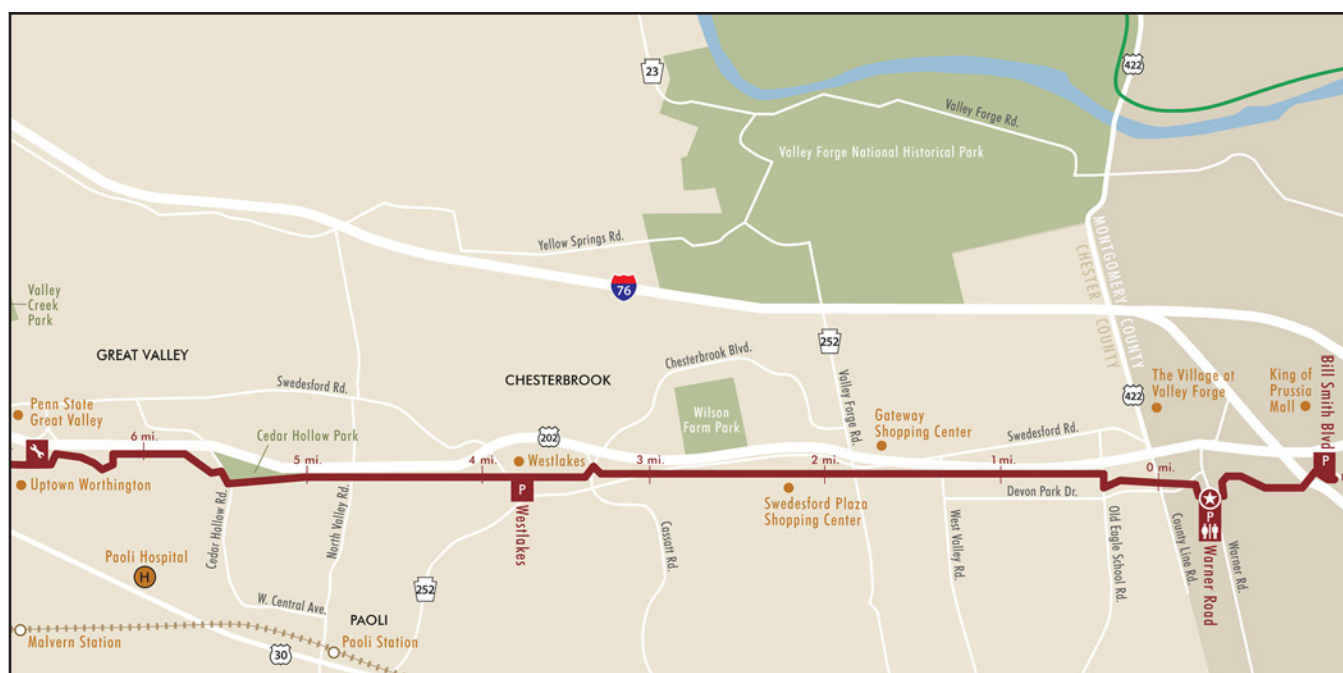 23
422
Valley Forge Rd.
Valley Forge National Historical Park
Yellow Springs Rd.
76
MONTGOMERY COUNTY
CHESTER COUNTY
Valley
Creek
Park
GREAT VALLEY
252
Chesterbrook Blvd.
CHESTERBROOK
Swedesford Rd.
Valley Forge Rd.
422
The Village at
Valley Forge
King of
Prussia
Mall
Bill Smith Blvd
P
Penn State
Great Valley
Wilson
Farm Park
Gateway
Shopping Center
Swedesford Rd.
6 mi.
Cedar Hollow Park
202
Westlakes
5 mi.
4 mi.
3 mi.
2 mi.
1 mi.
0 mi.
Uptown Worthington
P
Westlakes
Swedesford Plaza
Shopping Center
Devon Park Dr.
P
Warner Road
Cedar Hollow Rd.
North Valley Rd.
Cassatt Rd.
West Valley Rd.
Old Eagle School Rd.
County Line Rd.
Warner Rd.
Paoli Hospital
H
252
W. Central Ave.
PAOLI
Malvern Station
30
Paoli Station